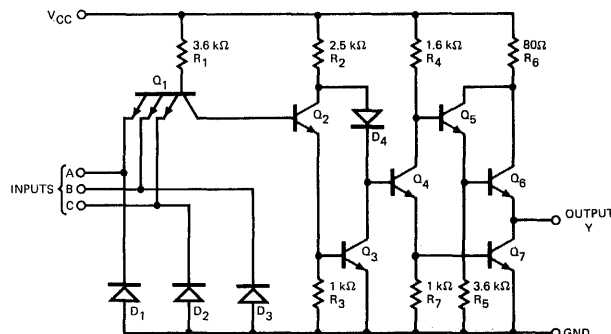 VCC
3.6 kΩ
R1
2.5 kΩ
R2
1.6 kΩ
R4
80Ω
R6
Q1
Q2
D4
Q5
Q4
Q6
INPUTS
A
B
C
OUTPUT
Y
Q3
Q7
D1
D2
D3
1 kΩ
R3
1 kΩ
R7
3.6 kΩ
R5
GND